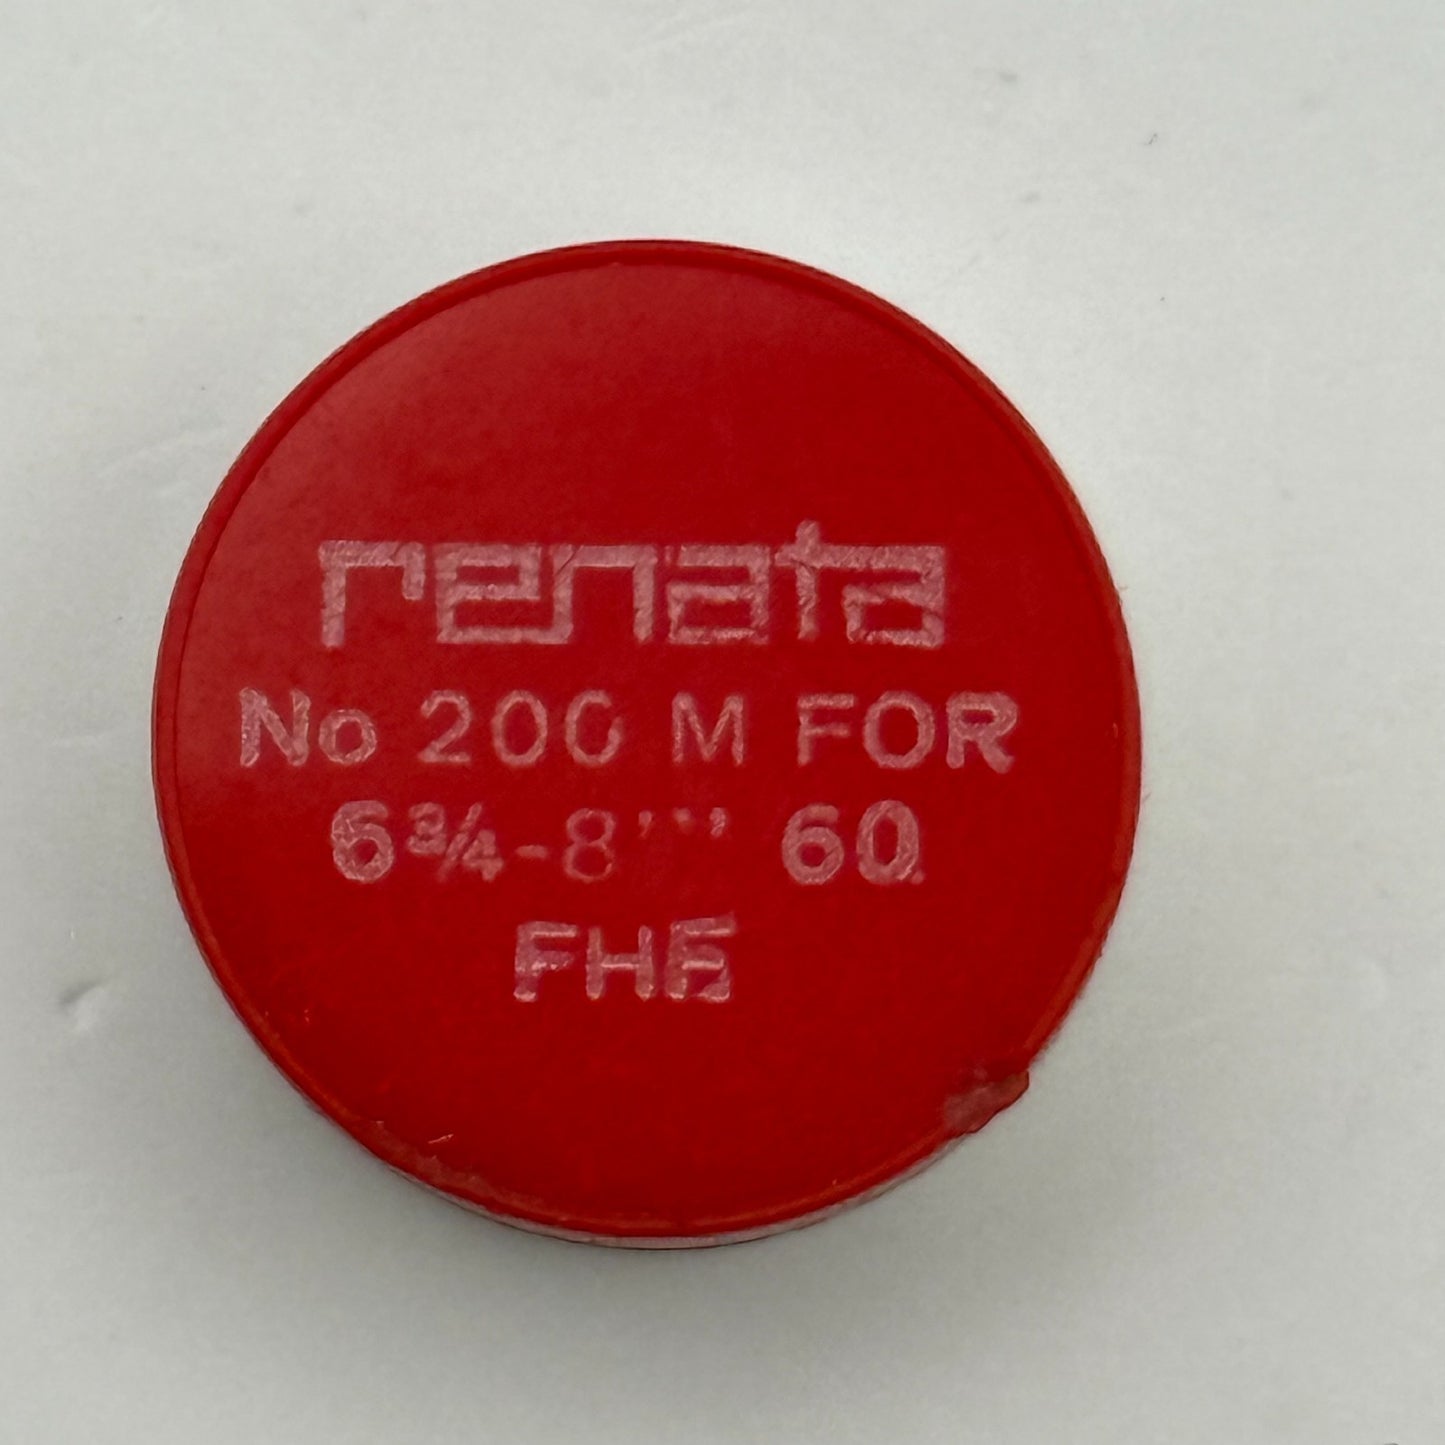 renata
No 200 M FOR
6¾-8''' 60
FHF